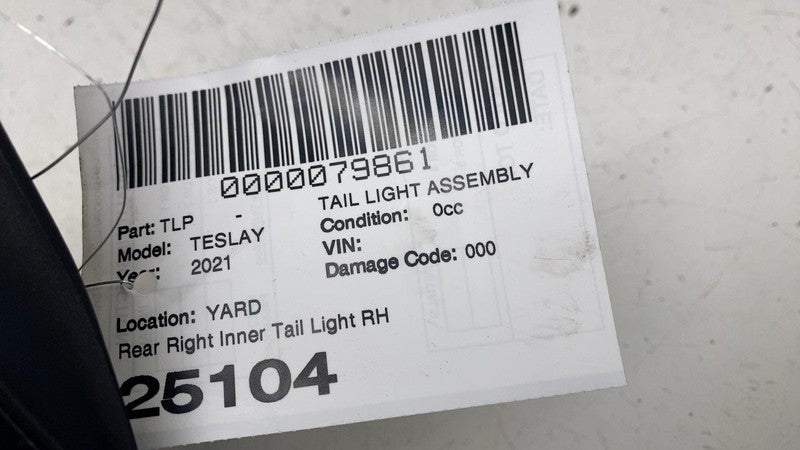 0000079861
Part: TLP - TAIL LIGHT ASSEMBLY
Model: TESLAY Condition: 0cc
Year: 2021 VIN:
Damage Code: 000
Location: YARD
Rear Right Inner Tail Light RH
25104